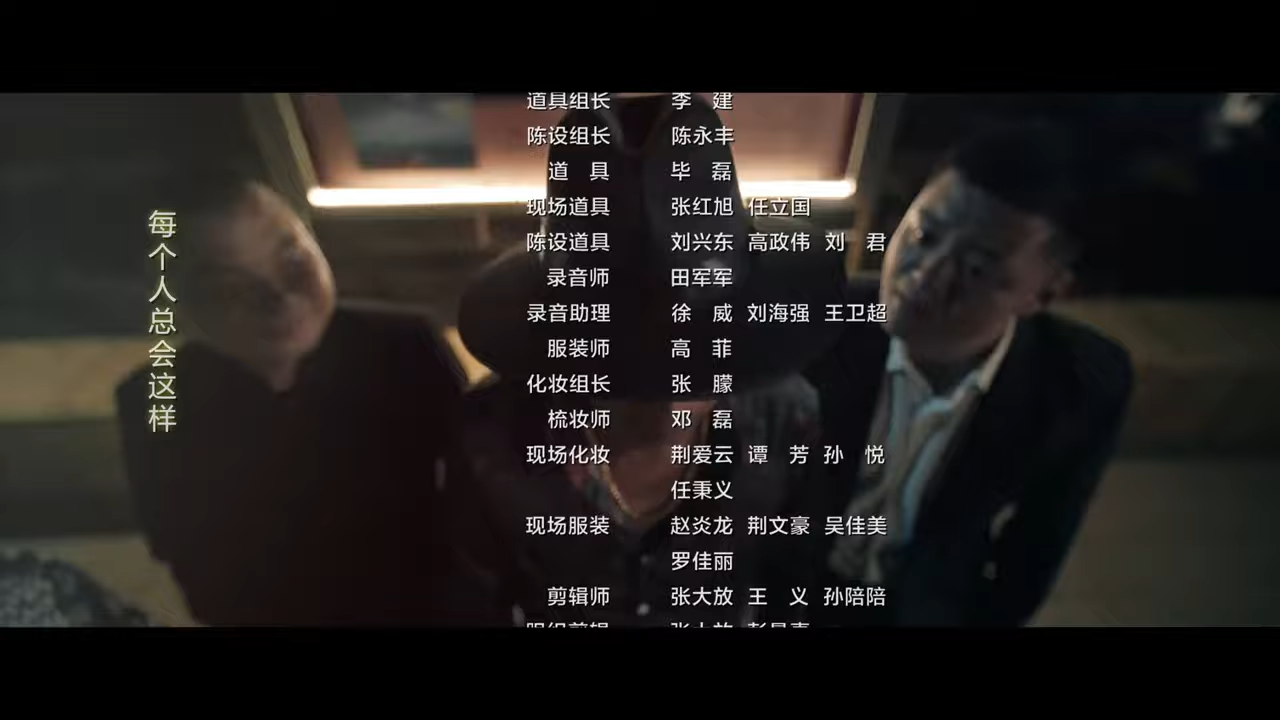 每个人总会这样
道具组长 李 建
陈设组长 陈永丰
道 具 毕 磊
现场道具 张红旭 任立国
陈设道具 刘兴东 高政伟 刘 君
录音师 田军军
录音助理 徐 威 刘海强 王卫超
服装师 高 菲
化妆组长 张 朦
梳妆师 邓 磊
现场化妆 荆爱云 谭 芳 孙 悦
任秉义
现场服装 赵炎龙 荆文豪 吴佳美
罗佳丽
剪辑师 张大放 王 义 孙陪陪